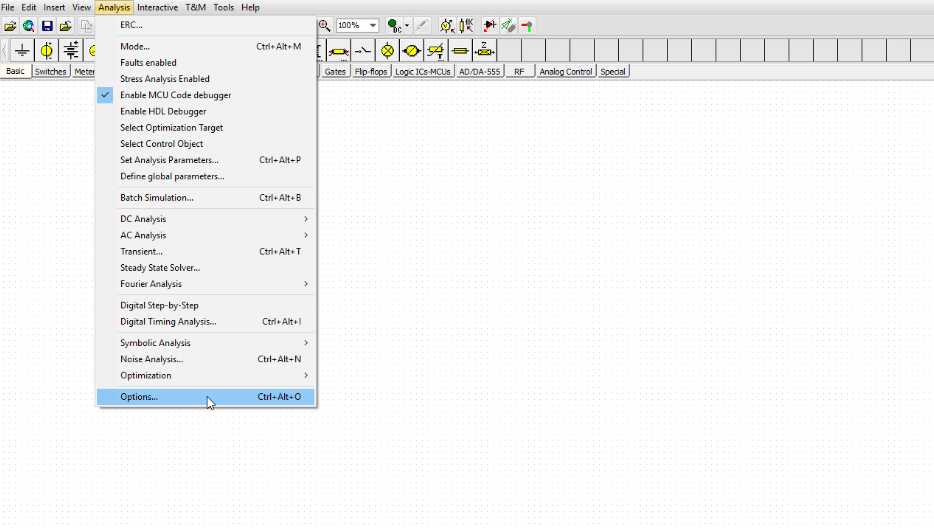 File Edit Insert View Analysis Interactive T&M Tools Help
100%
DC
Basic Switches Meter Gates Flip-flops Logic ICs-MCUs AD/DA-555 RF Analog Control Special
ERC...
Mode... Ctrl+Alt+M
Faults enabled
Stress Analysis Enabled
Enable MCU Code debugger
Enable HDL Debugger
Select Optimization Target
Select Control Object
Set Analysis Parameters... Ctrl+Alt+P
Define global parameters...
Batch Simulation... Ctrl+Alt+B
DC Analysis
AC Analysis
Transient... Ctrl+Alt+T
Steady State Solver...
Fourier Analysis
Digital Step-by-Step
Digital Timing Analysis... Ctrl+Alt+I
Symbolic Analysis
Noise Analysis... Ctrl+Alt+N
Optimization
Options... Ctrl+Alt+O